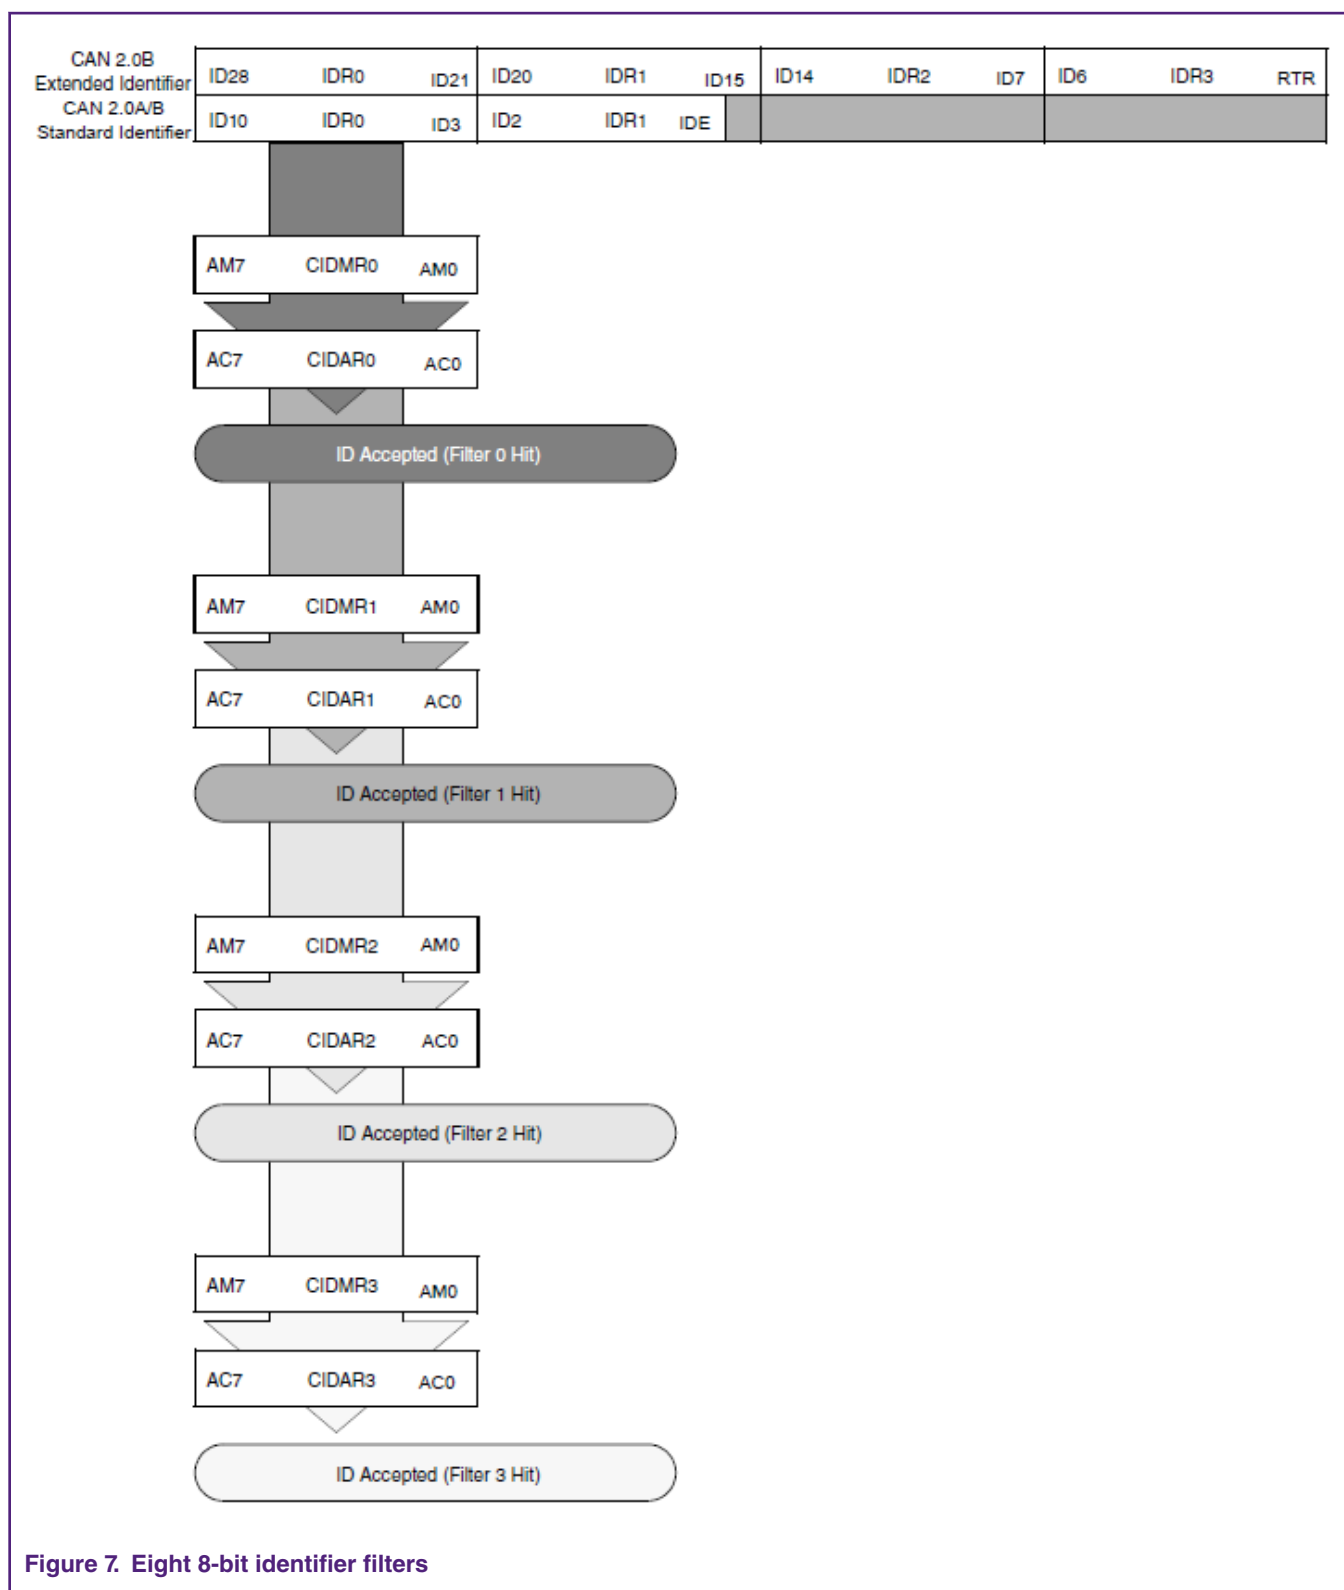 CAN 2.0B
Extended Identifier
ID28 IDR0 ID21 ID20 IDR1 ID15 ID14 IDR2 ID7 ID6 IDR3 RTR
CAN 2.0A/B
Standard Identifier
ID10 IDR0 ID3 ID2 IDR1 IDE
AM7 CIDMR0 AM0
AC7 CIDAR0 AC0
ID Accepted (Filter 0 Hit)
AM7 CIDMR1 AM0
AC7 CIDAR1 AC0
ID Accepted (Filter 1 Hit)
AM7 CIDMR2 AM0
AC7 CIDAR2 AC0
ID Accepted (Filter 2 Hit)
AM7 CIDMR3 AM0
AC7 CIDAR3 AC0
ID Accepted (Filter 3 Hit)
Figure 7. Eight 8-bit identifier filters